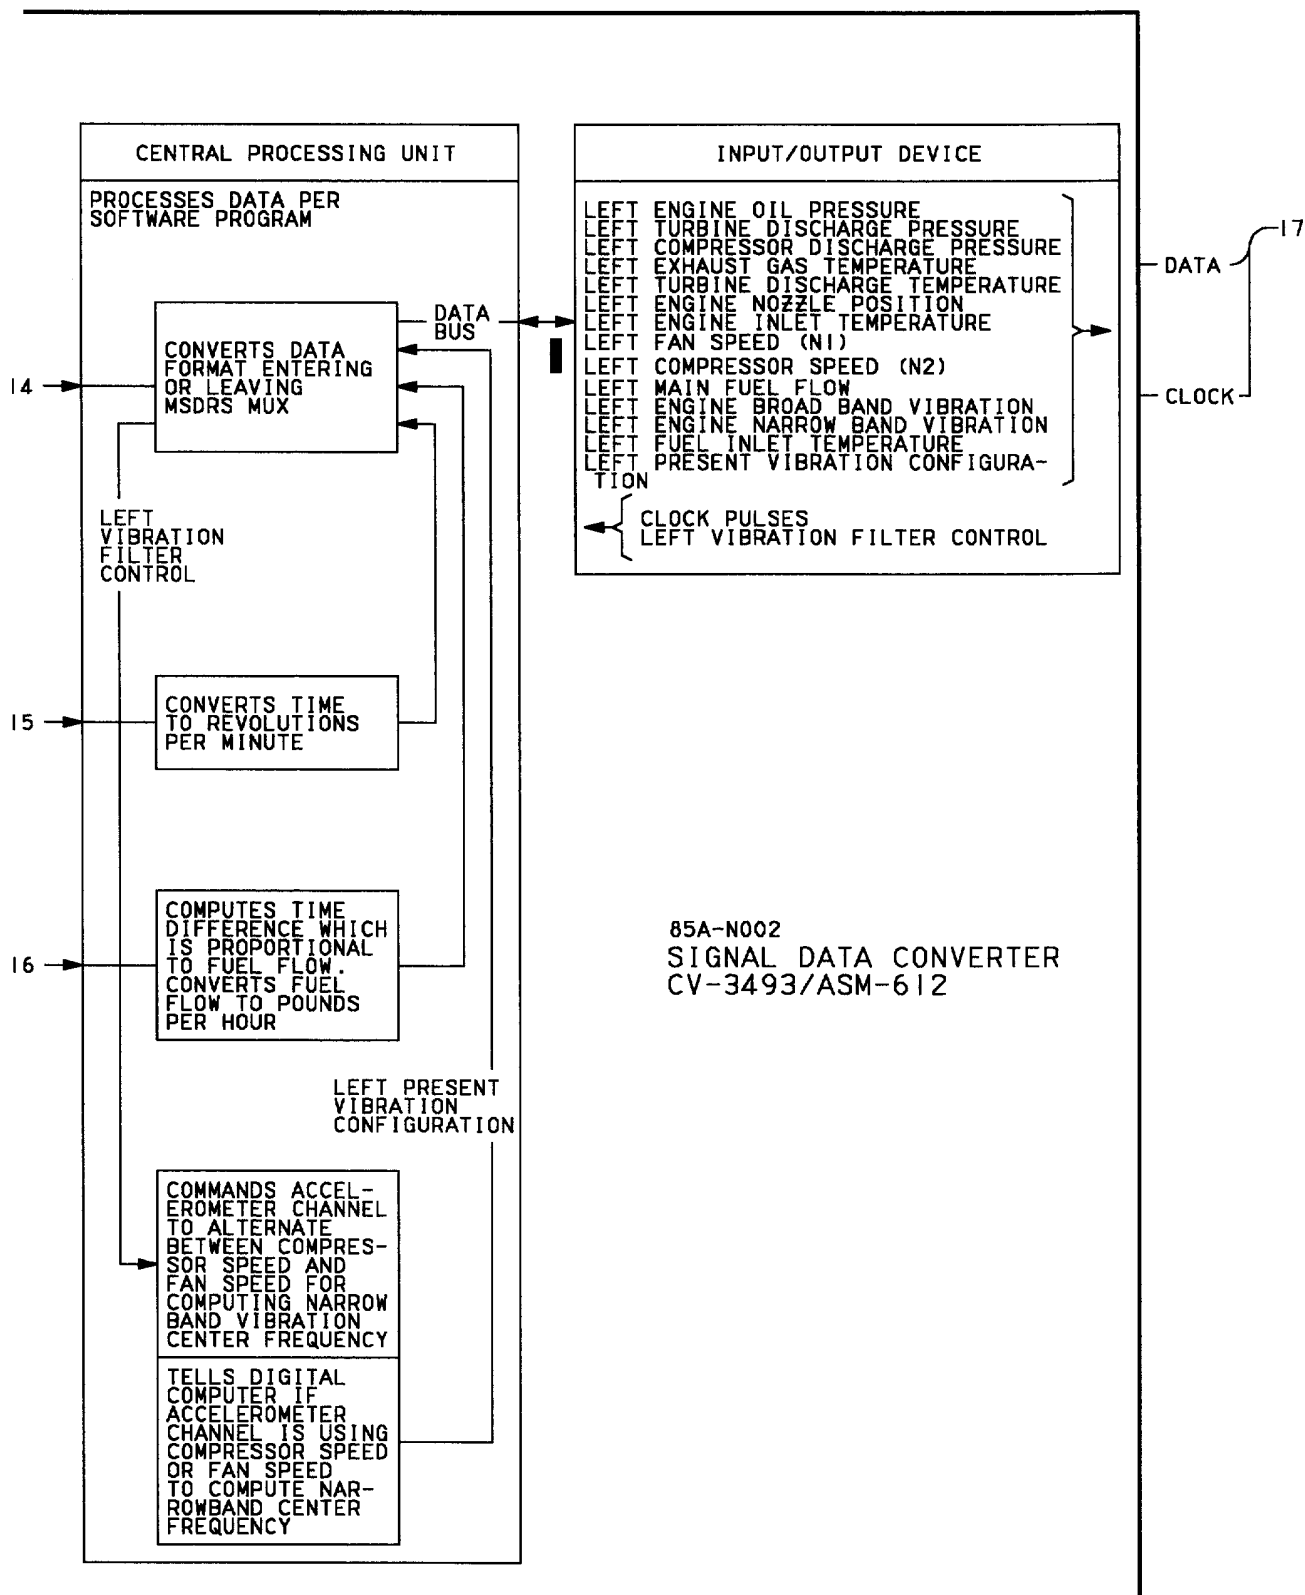 CENTRAL PROCESSING UNIT
PROCESSES DATA PER
SOFTWARE PROGRAM
CONVERTS DATA
FORMAT ENTERING
OR LEAVING
MSDRS MUX
DATA
BUS
14
LEFT
VIBRATION
FILTER
CONTROL
15
CONVERTS TIME
TO REVOLUTIONS
PER MINUTE
16
COMPUTES TIME
DIFFERENCE WHICH
IS PROPORTIONAL
TO FUEL FLOW.
CONVERTS FUEL
FLOW TO POUNDS
PER HOUR
LEFT PRESENT
VIBRATION
CONFIGURATION
COMMANDS ACCEL-
EROMETER CHANNEL
TO ALTERNATE
BETWEEN COMPRES-
SOR SPEED AND
FAN SPEED FOR
COMPUTING NARROW
BAND VIBRATION
CENTER FREQUENCY
TELLS DIGITAL
COMPUTER IF
ACCELEROMETER
CHANNEL IS USING
COMPRESSOR SPEED
OR FAN SPEED
TO COMPUTE NAR-
ROWBAND CENTER
FREQUENCY
INPUT/OUTPUT DEVICE
LEFT ENGINE OIL PRESSURE
LEFT TURBINE DISCHARGE PRESSURE
LEFT COMPRESSOR DISCHARGE PRESSURE
LEFT EXHAUST GAS TEMPERATURE
LEFT TURBINE DISCHARGE TEMPERATURE
LEFT ENGINE NOZZLE POSITION
LEFT ENGINE INLET TEMPERATURE
LEFT FAN SPEED (N1)
LEFT COMPRESSOR SPEED (N2)
LEFT MAIN FUEL FLOW
LEFT ENGINE BROAD BAND VIBRATION
LEFT ENGINE NARROW BAND VIBRATION
LEFT FUEL INLET TEMPERATURE
LEFT PRESENT VIBRATION CONFIGURA-
TION
CLOCK PULSES
LEFT VIBRATION FILTER CONTROL
17
DATA
CLOCK
85A-N002
SIGNAL DATA CONVERTER
CV-3493/ASM-612